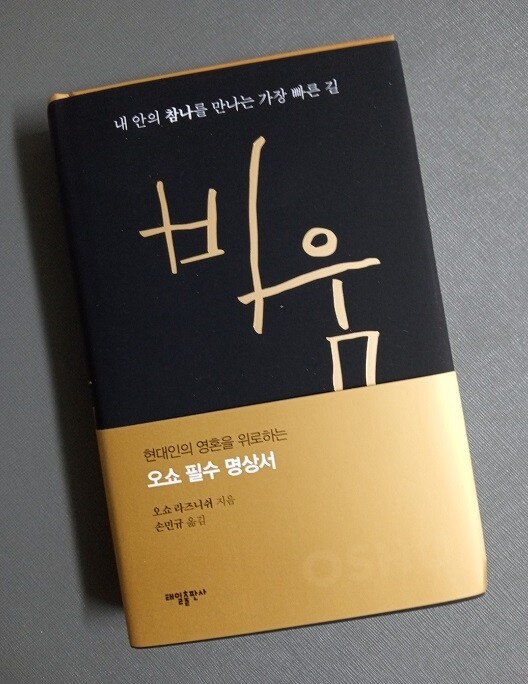 내 안의 참나를 만나는 가장 빠른 길
비움
현대인의 영혼을 위로하는
오쇼 필수 명상서
오쇼 라즈니쉬 지음
손민규 옮김
OSHO
태일출판사